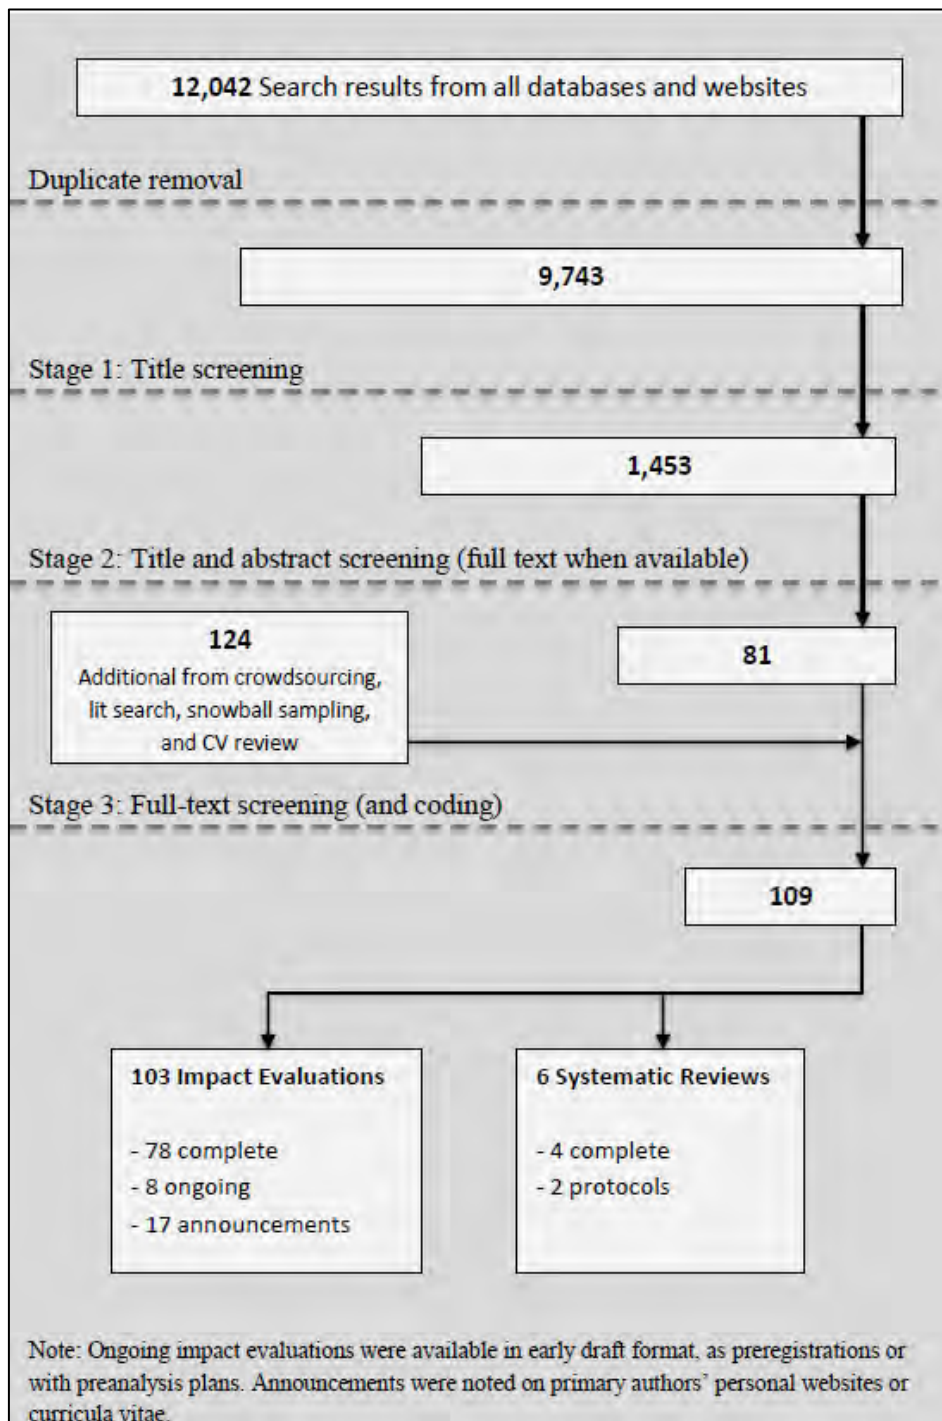 12,042 Search results from all databases and websites
Duplicate removal
9,743
Stage 1: Title screening
1,453
Stage 2: Title and abstract screening (full text when available)
124
Additional from crowdsourcing,
lit search, snowball sampling,
and CV review
81
Stage 3: Full-text screening (and coding)
109
103 Impact Evaluations
- 78 complete
- 8 ongoing
- 17 announcements
6 Systematic Reviews
- 4 complete
- 2 protocols
Note: Ongoing impact evaluations were available in early draft format, as preregistrations or
with preanalysis plans. Announcements were noted on primary authors’ personal websites or
curricula vitae.